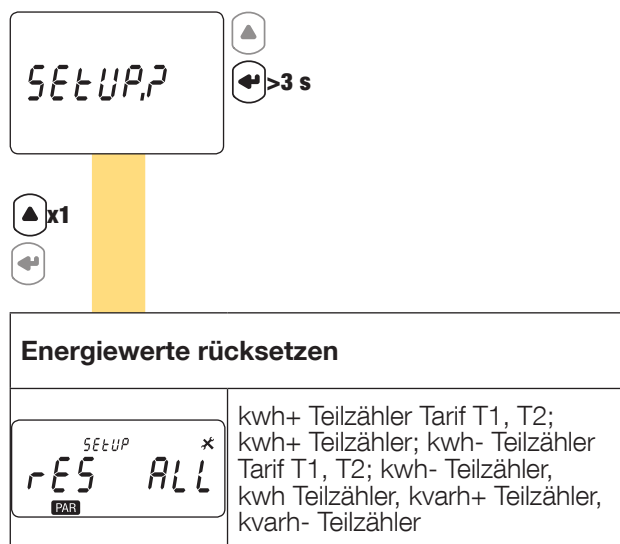 SEtUP,?
>3 s
x1
Energiewerte rücksetzen
SEtUP
rES ALL
PAR
kwh+ Teilzähler Tarif T1, T2;
kwh+ Teilzähler; kwh- Teilzähler
Tarif T1, T2; kwh- Teilzähler,
kwh Teilzähler, kvarh+ Teilzähler,
kvarh- Teilzähler